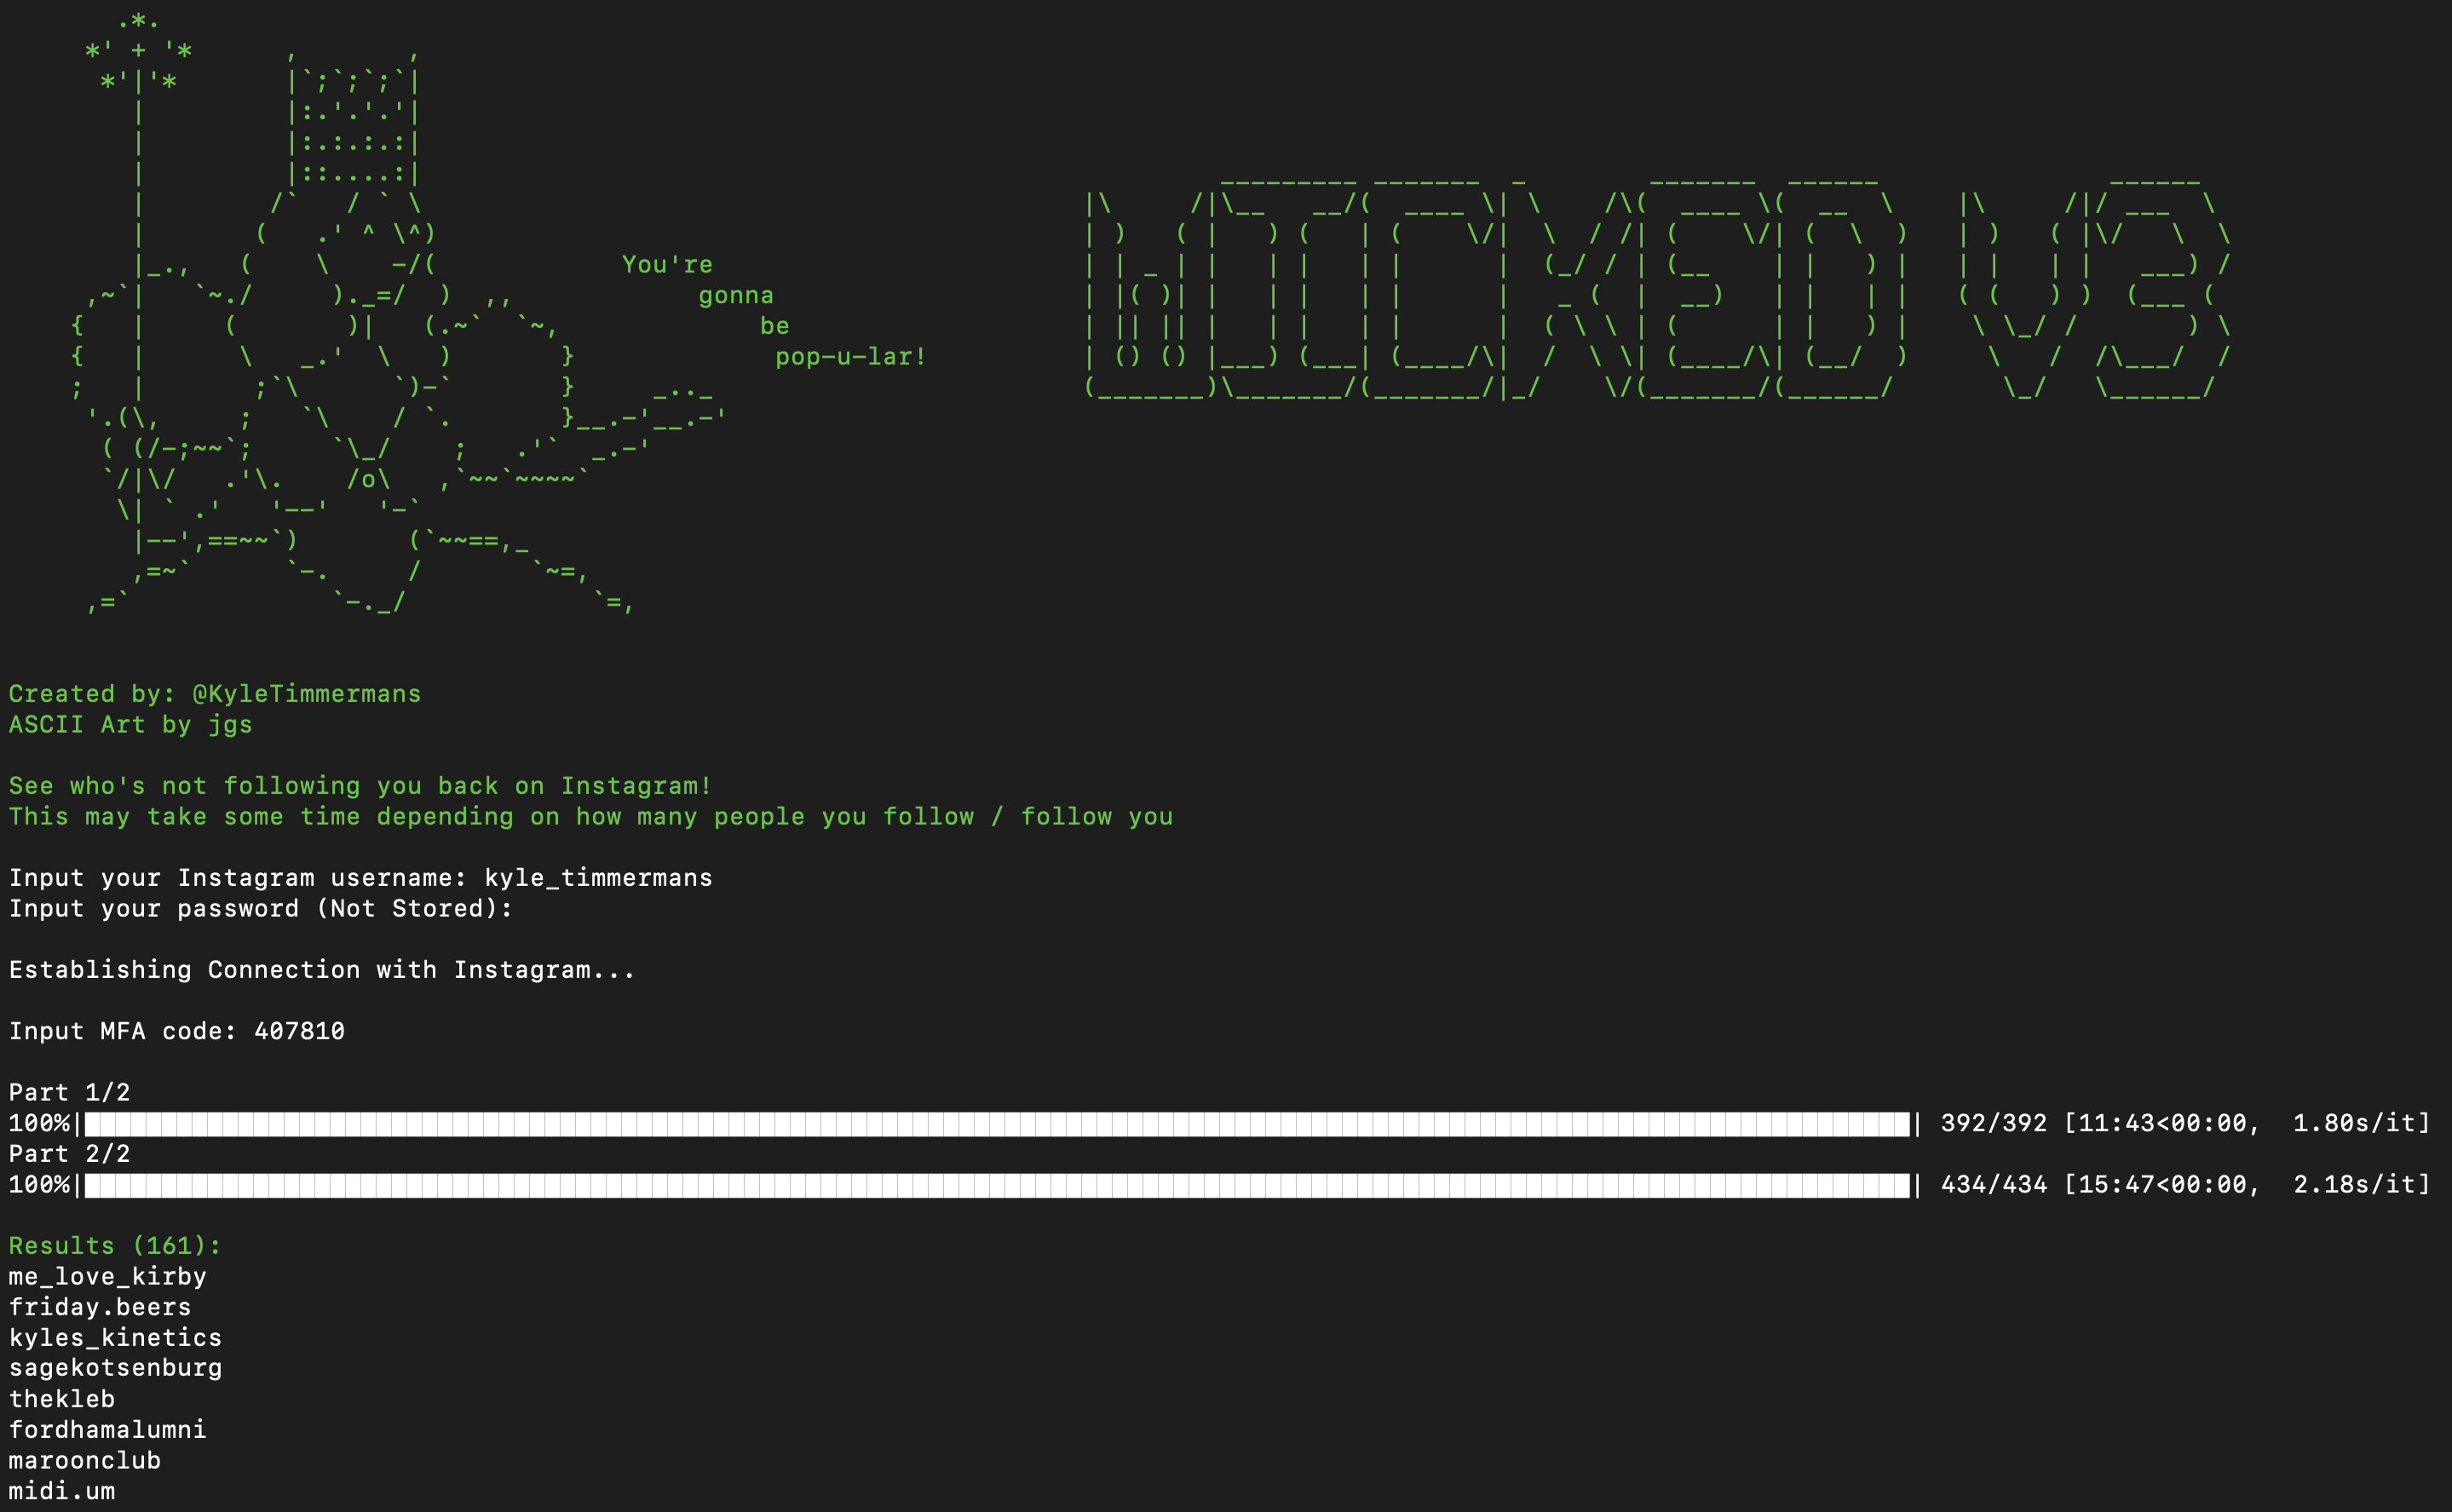 You're
gonna
be
pop-u-lar!
WICKED V3
Created by: @KyleTimmermans
ASCII Art by jgs
See who's not following you back on Instagram!
This may take some time depending on how many people you follow / follow you
Input your Instagram username: kyle_timmermans
Input your password (Not Stored):
Establishing Connection with Instagram...
Input MFA code: 407810
Part 1/2
100%| | 392/392 [11:43<00:00,  1.80s/it]
Part 2/2
100%| | 434/434 [15:47<00:00,  2.18s/it]
Results (161):
me_love_kirby
friday.beers
kyles_kinetics
sagekotsenburg
thekleb
fordhamalumni
maroonclub
midi.um